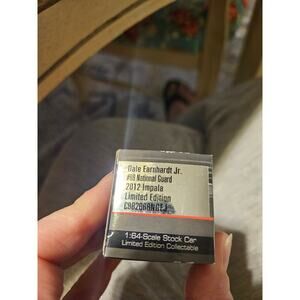 Dale Earnhardt Jr.
#88 National Guard
2012 Impala
Limited Edition
1:64-Scale Stock Car
Limited Edition Collectable